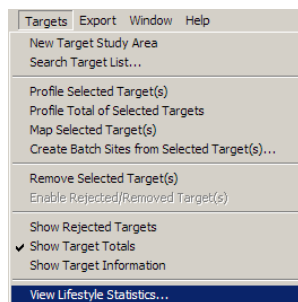 Targets Export Window Help
New Target Study Area
Search Target List...
Profile Selected Target(s)
Profile Total of Selected Targets
Map Selected Target(s)
Create Batch Sites from Selected Target(s)...
Remove Selected Target(s)
Enable Rejected/Removed Target(s)
Show Rejected Targets
Show Target Totals
Show Target Information
View Lifestyle Statistics...